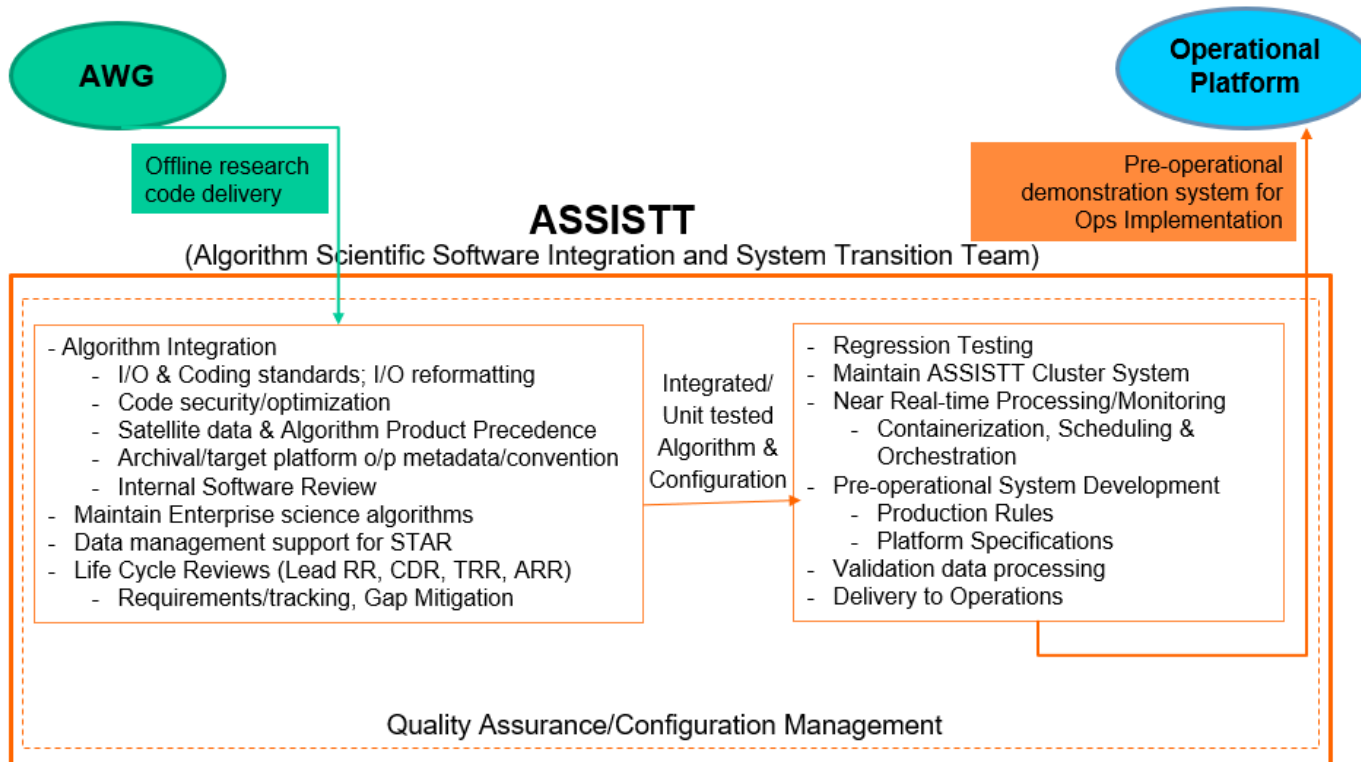 AWG
Operational
Platform
Offline research
code delivery
Pre-operational
demonstration system for
Ops Implementation
ASSISTT
(Algorithm Scientific Software Integration and System Transition Team)
- Algorithm Integration
- I/O & Coding standards; I/O reformatting
- Code security/optimization
- Satellite data & Algorithm Product Precedence
- Archival/target platform o/p metadata/convention
- Internal Software Review
- Maintain Enterprise science algorithms
- Data management support for STAR
- Life Cycle Reviews (Lead RR, CDR, TRR, ARR)
- Requirements/tracking, Gap Mitigation
Integrated/
Unit tested
Algorithm &
Configuration
- Regression Testing
- Maintain ASSISTT Cluster System
- Near Real-time Processing/Monitoring
- Containerization, Scheduling &
Orchestration
- Pre-operational System Development
- Production Rules
- Platform Specifications
- Validation data processing
- Delivery to Operations
Quality Assurance/Configuration Management